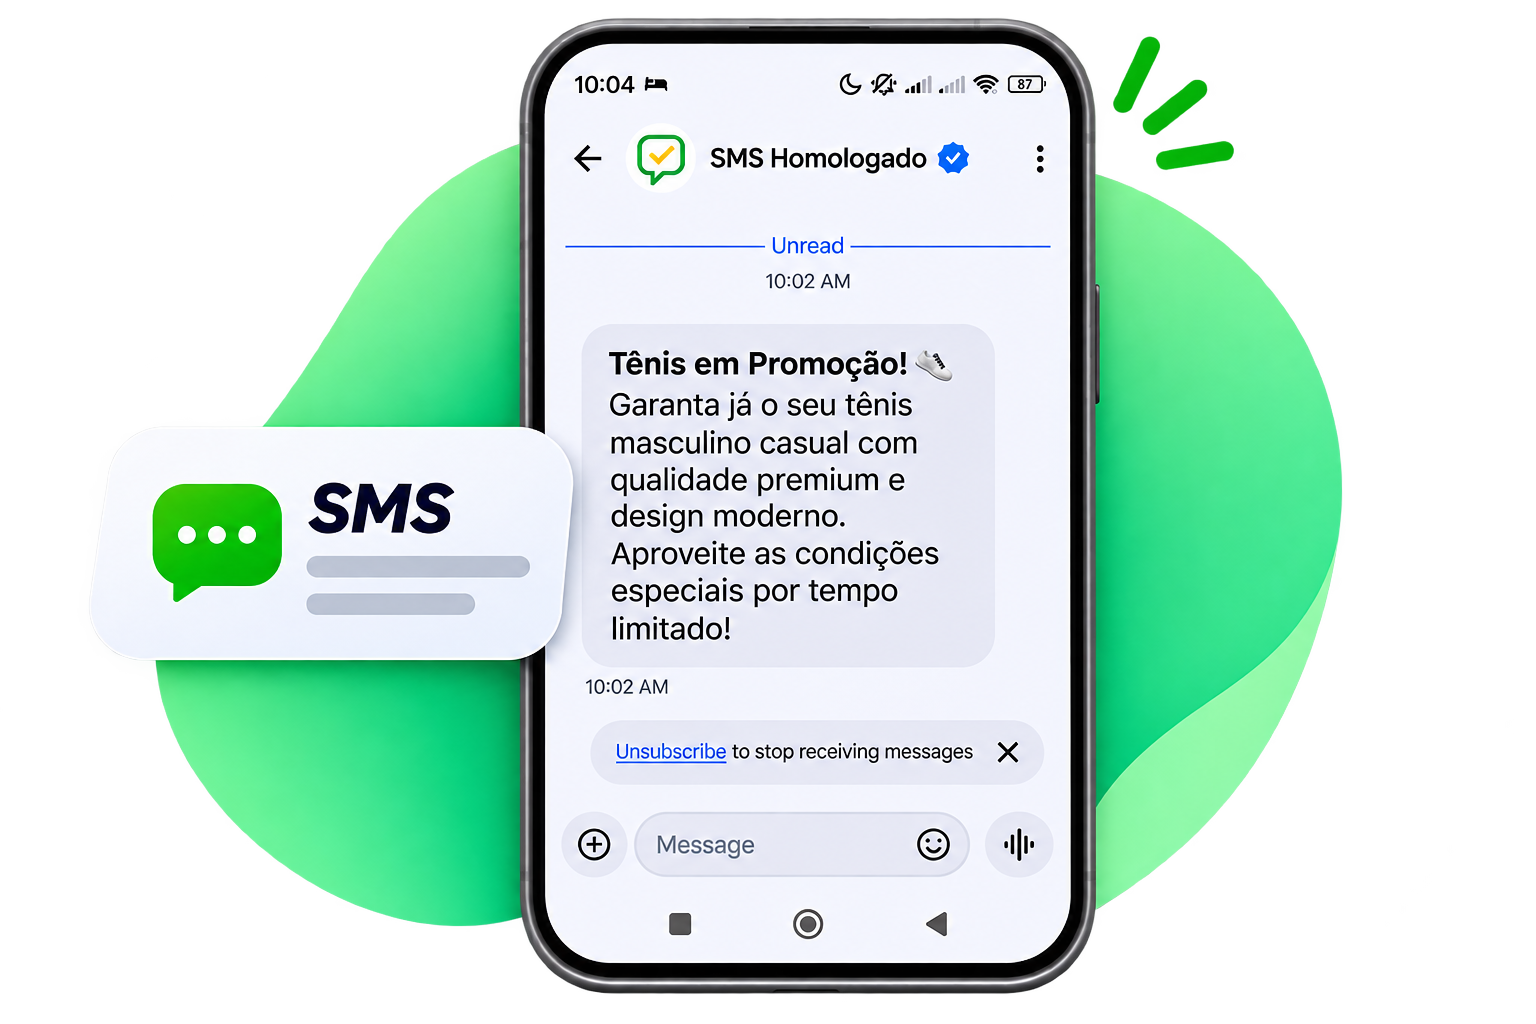 10:04
87
SMS Homologado
Unread
10:02 AM
Tênis em Promoção!
Garanta já o seu tênis
masculino casual com
qualidade premium e
design moderno.
Aproveite as condições
especiais por tempo
limitado!
10:02 AM
Unsubscribe to stop receiving messages
Message
SMS